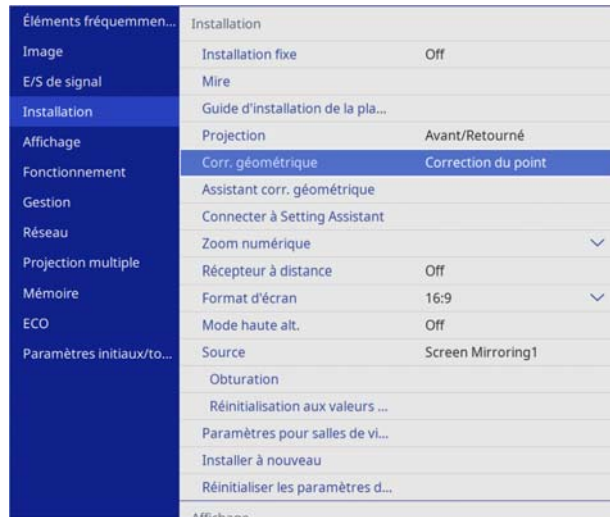 Éléments fréquemmen...
Image
E/S de signal
Installation
Affichage
Fonctionnement
Gestion
Réseau
Projection multiple
Mémoire
ECO
Paramètres initiaux/to...
Installation
Installation fixe Off
Mire
Guide d'installation de la pla...
Projection Avant/Retourné
Corr. géométrique Correction du point
Assistant corr. géométrique
Connecter à Setting Assistant
Zoom numérique
Récepteur à distance Off
Format d'écran 16:9
Mode haute alt. Off
Source Screen Mirroring1
Obturation
Réinitialisation aux valeurs ...
Paramètres pour salles de vi...
Installer à nouveau
Réinitialiser les paramètres d...
Affichage